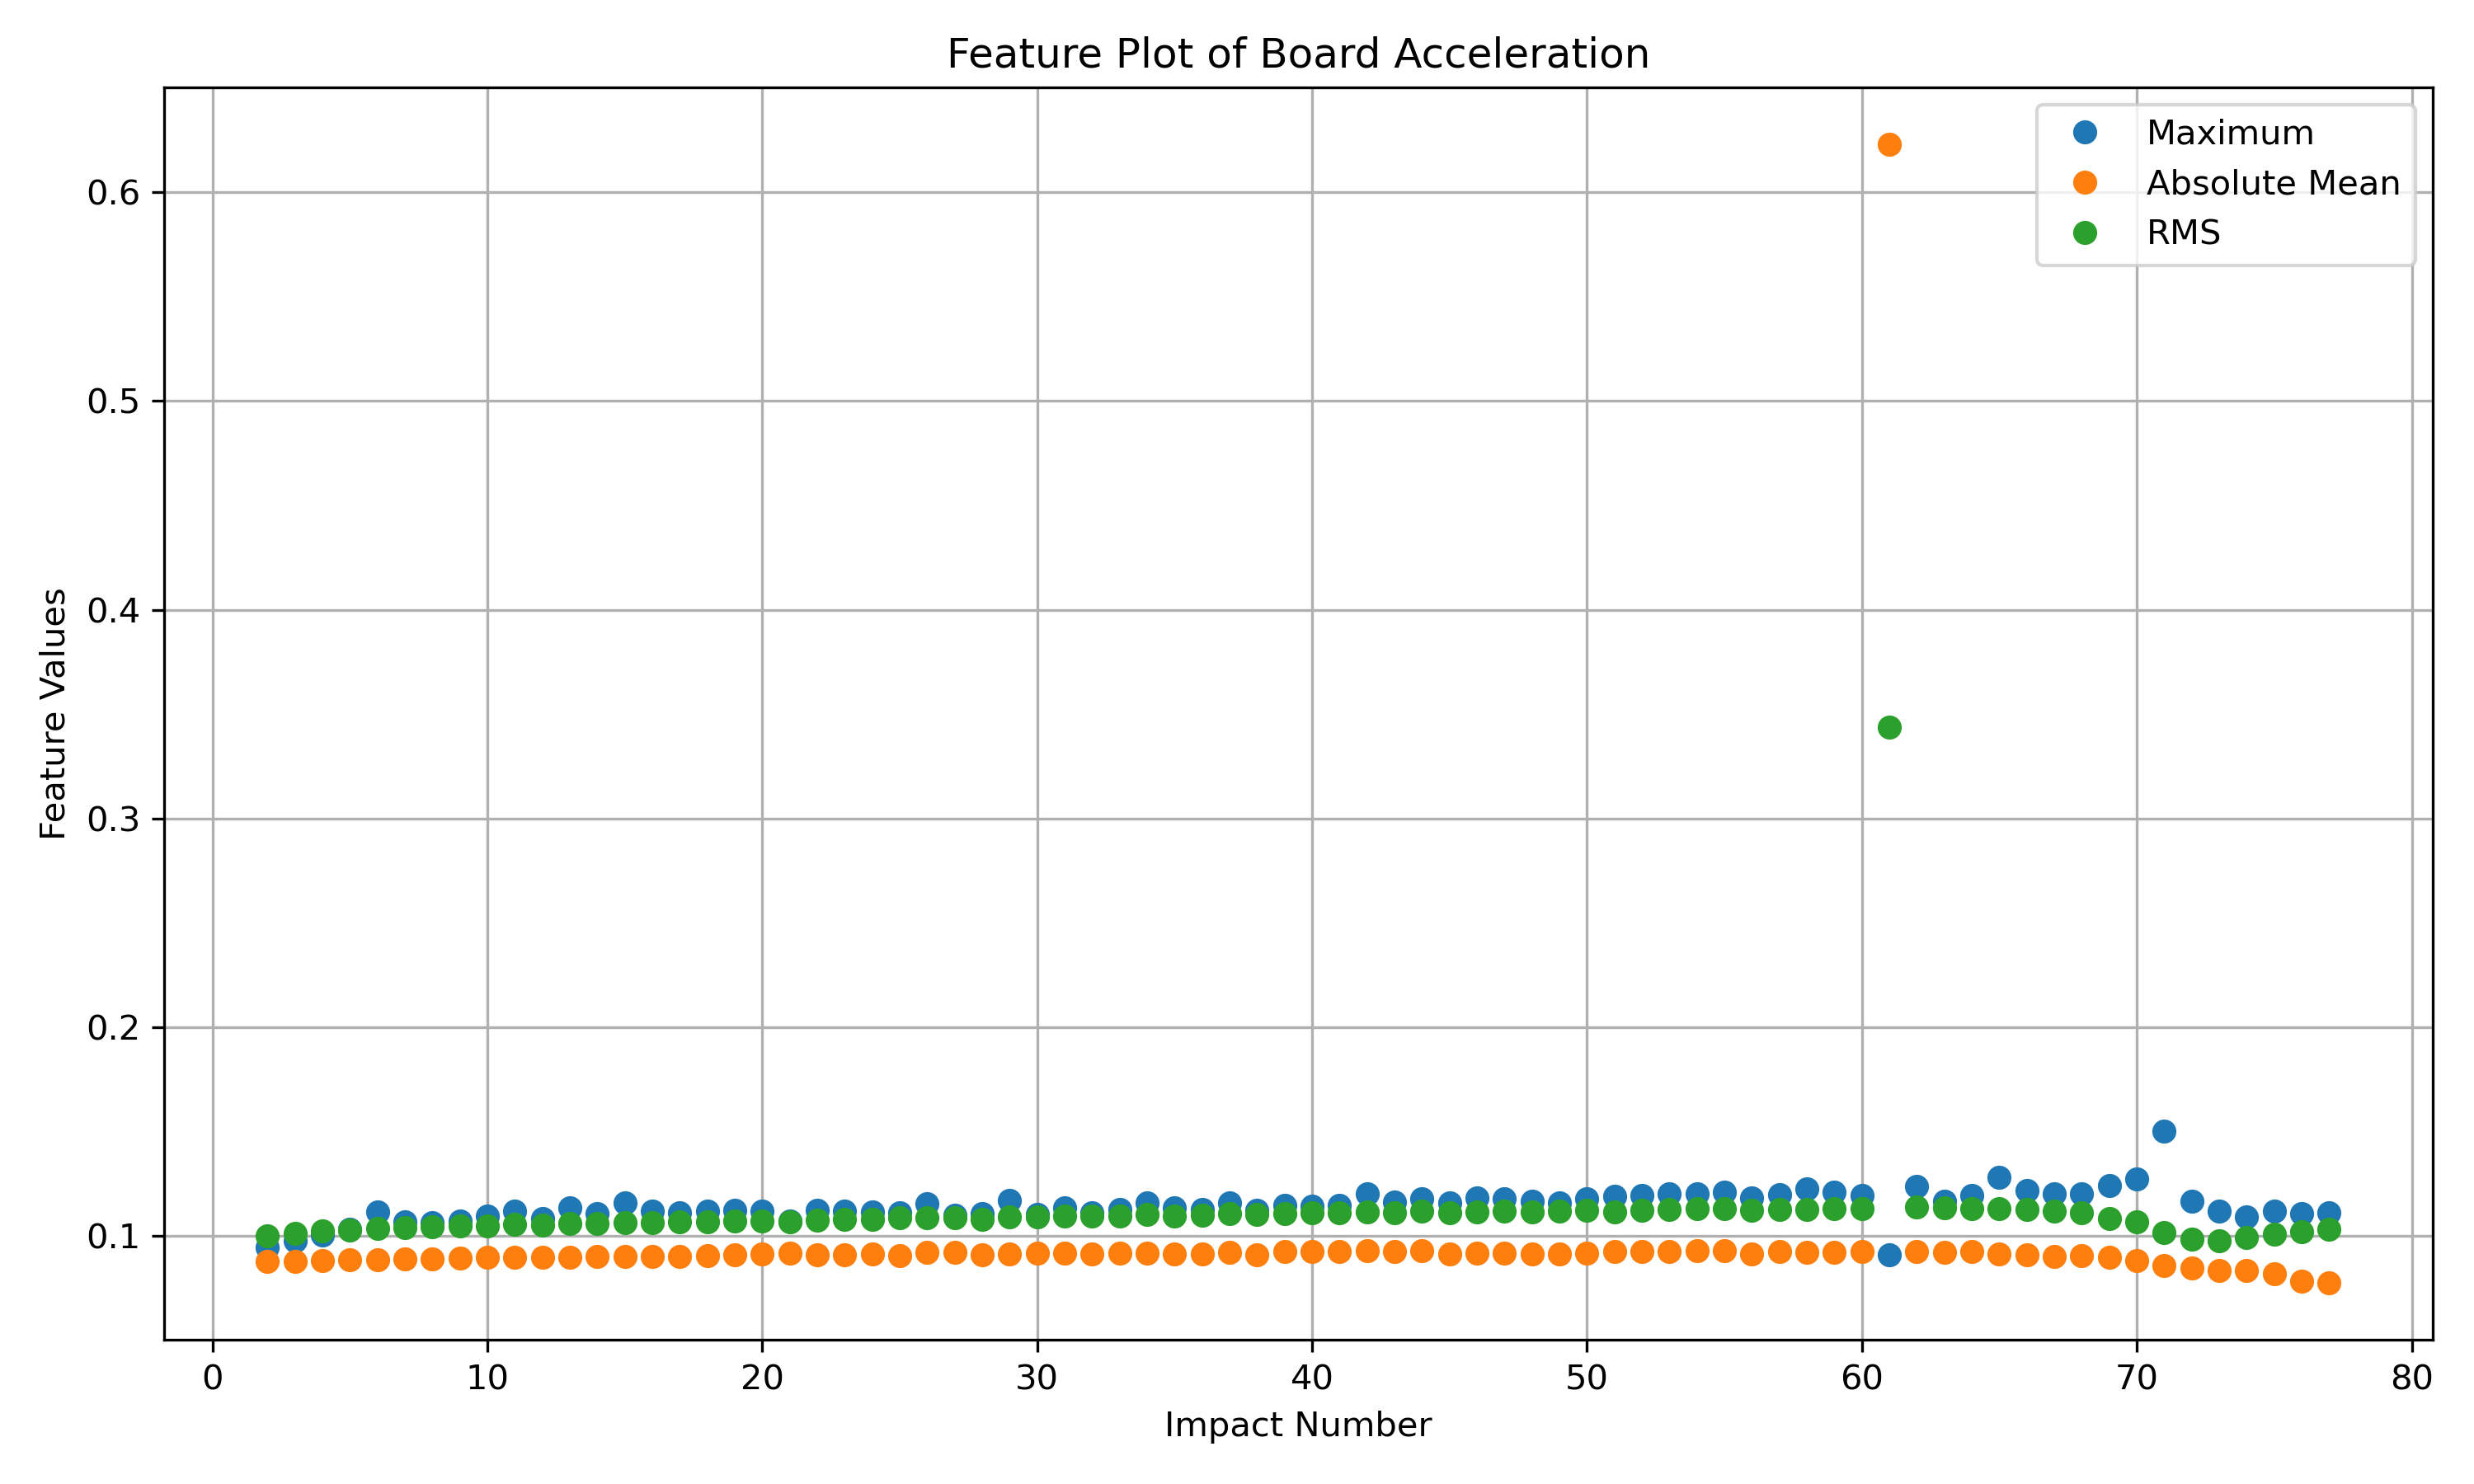 Feature Plot of Board Acceleration
Maximum
Absolute Mean
RMS
0.6
0.5
0.4
0.3
0.2
0.1
Feature Values
0 10 20 30 40 50 60 70 80
Impact Number